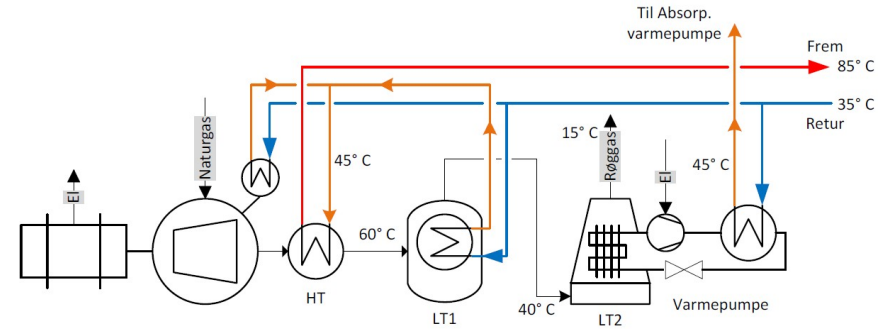 Til Absorp.
varmepumpe
Frem
85° C
35° C
Retur
Naturgas
El
45° C
60° C
HT
LT1
40° C
15° C
Røggas
El
45° C
LT2
Varmepumpe